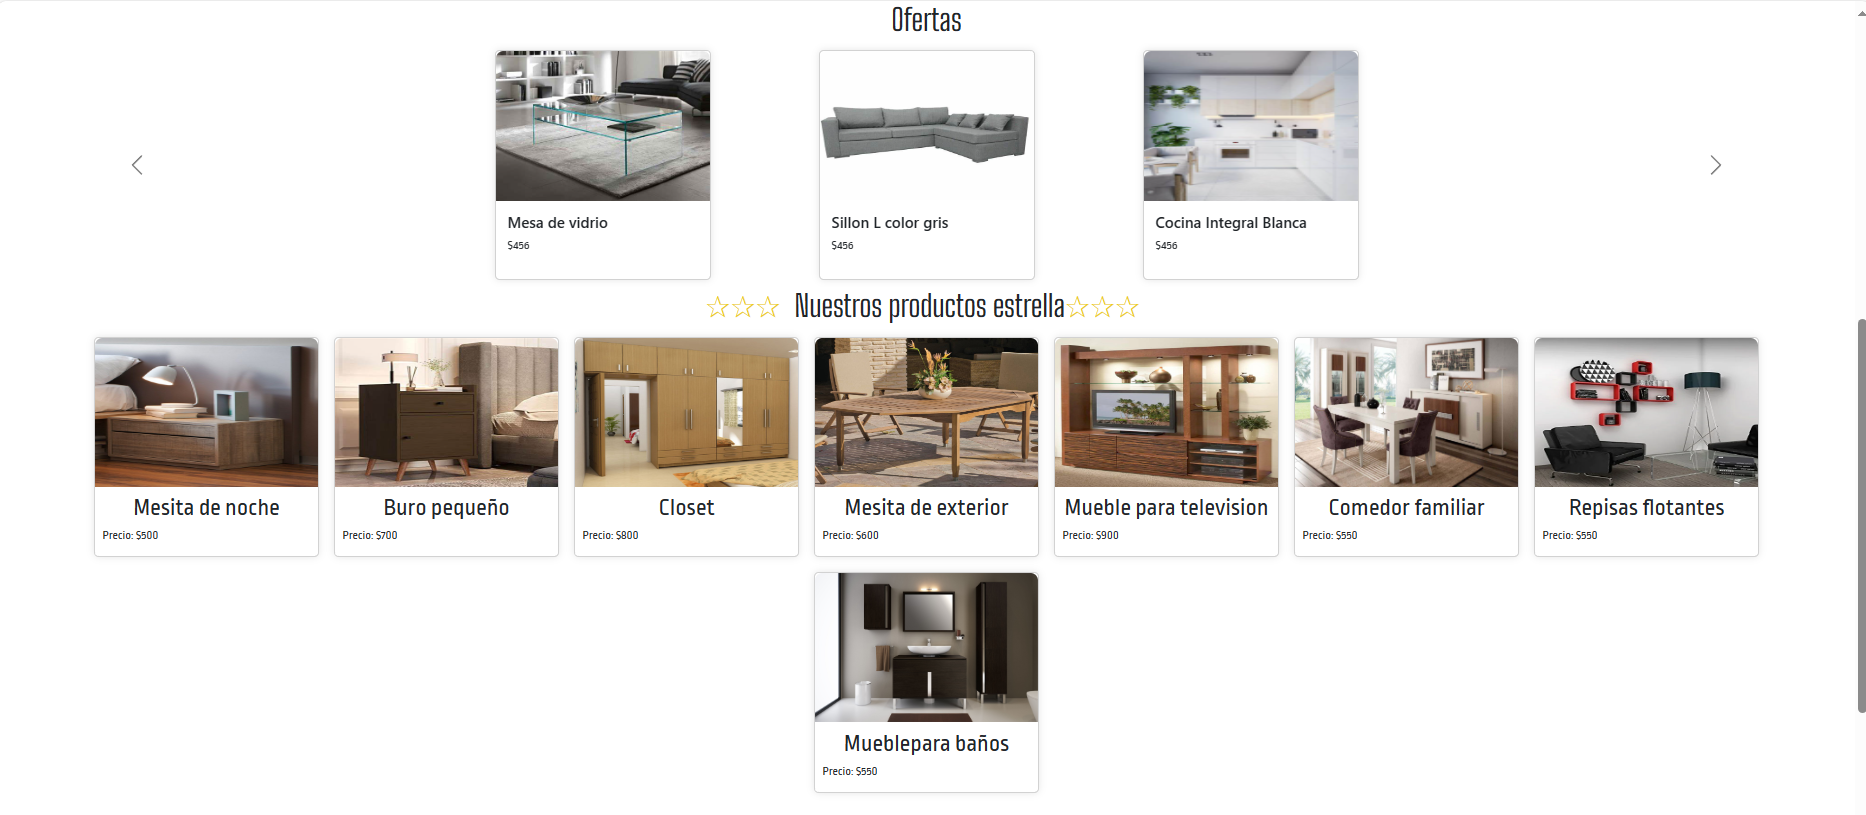 Ofertas
Mesa de vidrio
$456
Sillon L color gris
$456
Cocina Integral Blanca
$456
☆☆☆ Nuestros productos estrella☆☆☆
Mesita de noche
Precio: $500
Buro pequeño
Precio: $700
Closet
Precio: $800
Mesita de exterior
Precio: $600
Mueble para television
Precio: $900
Comedor familiar
Precio: $550
Repisas flotantes
Precio: $550
Mueblepara baños
Precio: $550